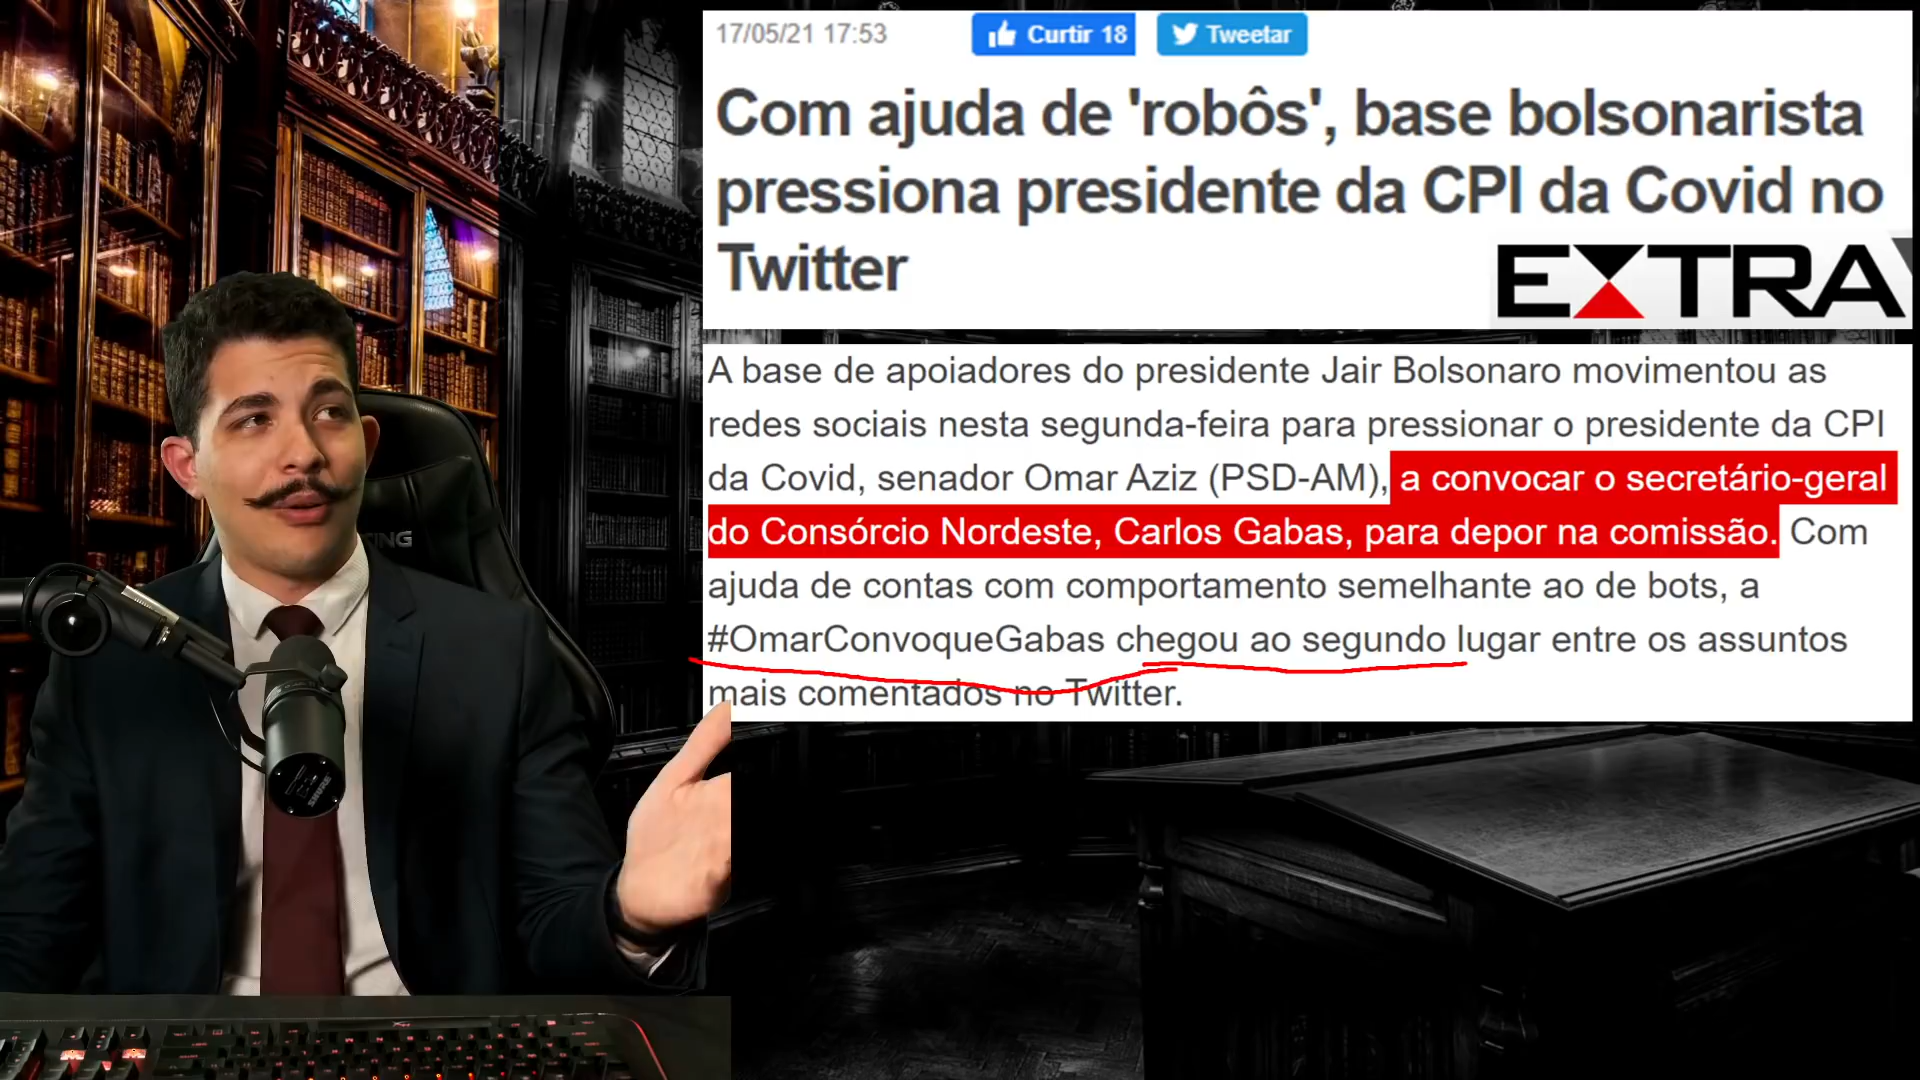 17/05/21 17:53
Curtir 18
Tweetar
Com ajuda de 'robôs', base bolsonarista
pressiona presidente da CPI da Covid no
Twitter
EXTRA
A base de apoiadores do presidente Jair Bolsonaro movimentou as
redes sociais nesta segunda-feira para pressionar o presidente da CPI
da Covid, senador Omar Aziz (PSD-AM), a convocar o secretário-geral
do Consórcio Nordeste, Carlos Gabas, para depor na comissão. Com
ajuda de contas com comportamento semelhante ao de bots, a
#OmarConvoqueGabas chegou ao segundo lugar entre os assuntos
mais comentados no Twitter.
SHURE